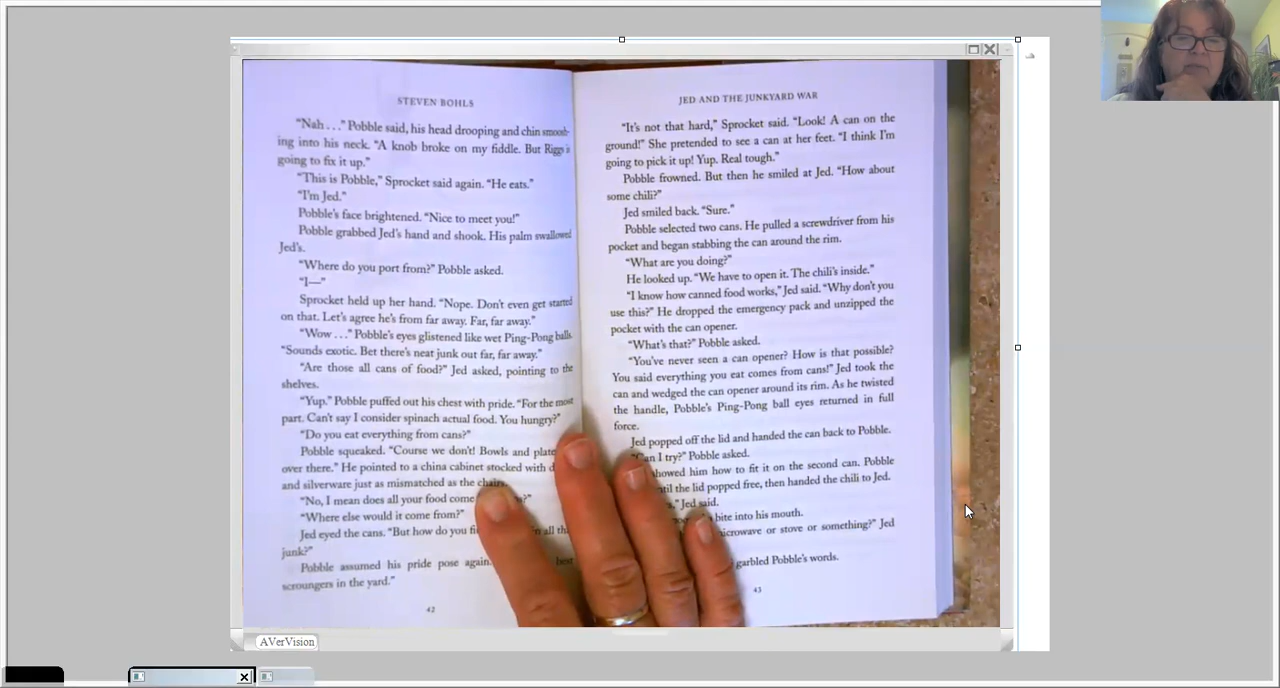 STEVEN BOHLS
"Nah . . ." Pobble said, his head drooping and chin smoosh-
ing into his neck. "A knob broke on my fiddle. But Riggs is
going to fix it up."
"This is Pobble," Sprocket said again. "He eats."
"I'm Jed."
Pobble's face brightened. "Nice to meet you!"
Pobble grabbed Jed's hand and shook. His palm swallowed
Jed's.
"Where do you port from?" Pobble asked.
"I—"
Sprocket held up her hand. "Nope. Don't even get started
on that. Let's agree he's from far away. Far, far away."
"Wow . . ." Pobble's eyes glistened like wet Ping-Pong balls.
"Sounds exotic. Bet there's neat junk out far, far away."
"Are those all cans of food?" Jed asked, pointing to the
shelves.
"Yup." Pobble puffed out his chest with pride. "For the most
part. Can't say I consider spinach actual food. You hungry?"
"Do you eat everything from cans?"
Pobble squeaked. "Course we don't! Bowls and plate
over there." He pointed to a china cabinet stocked with
and silverware just as mismatched as the chairs.
"No, I mean does all your food come
"Where else would it come from?"
Jed eyed the cans. "But how do you in all
junk?"
Pobble assumed his pride pose again. best
scroungers in the yard."
42
JED AND THE JUNKYARD WAR
"It's not that hard," Sprocket said. "Look! A can on the
ground!" She pretended to see a can at her feet. "I think I'm
going to pick it up! Yup. Real tough."
Pobble frowned. But then he smiled at Jed. "How about
some chili?"
Jed smiled back. "Sure."
Pobble selected two cans. He pulled a screwdriver from his
pocket and began stabbing the can around the rim.
"What are you doing?"
He looked up. "We have to open it. The chili's inside."
"I know how canned food works," Jed said. "Why don't you
use this?" He dropped the emergency pack and unzipped the
pocket with the can opener.
"What's that?" Pobble asked.
"You've never seen a can opener? How is that possible?
You said everything you eat comes from cans!" Jed took the
can and wedged the can opener around its rim. As he twisted
the handle, Pobble's Ping-Pong ball eyes returned in full
force.
Jed popped off the lid and handed the can back to Pobble.
"Can I try?" Pobble asked.
showed him how to fit it on the second can. Pobble
until the lid popped free, then handed the chili to Jed.
Jed said.
bite into his mouth.
microwave or stove or something?" Jed
garbled Pobble's words.
43
AVerVision